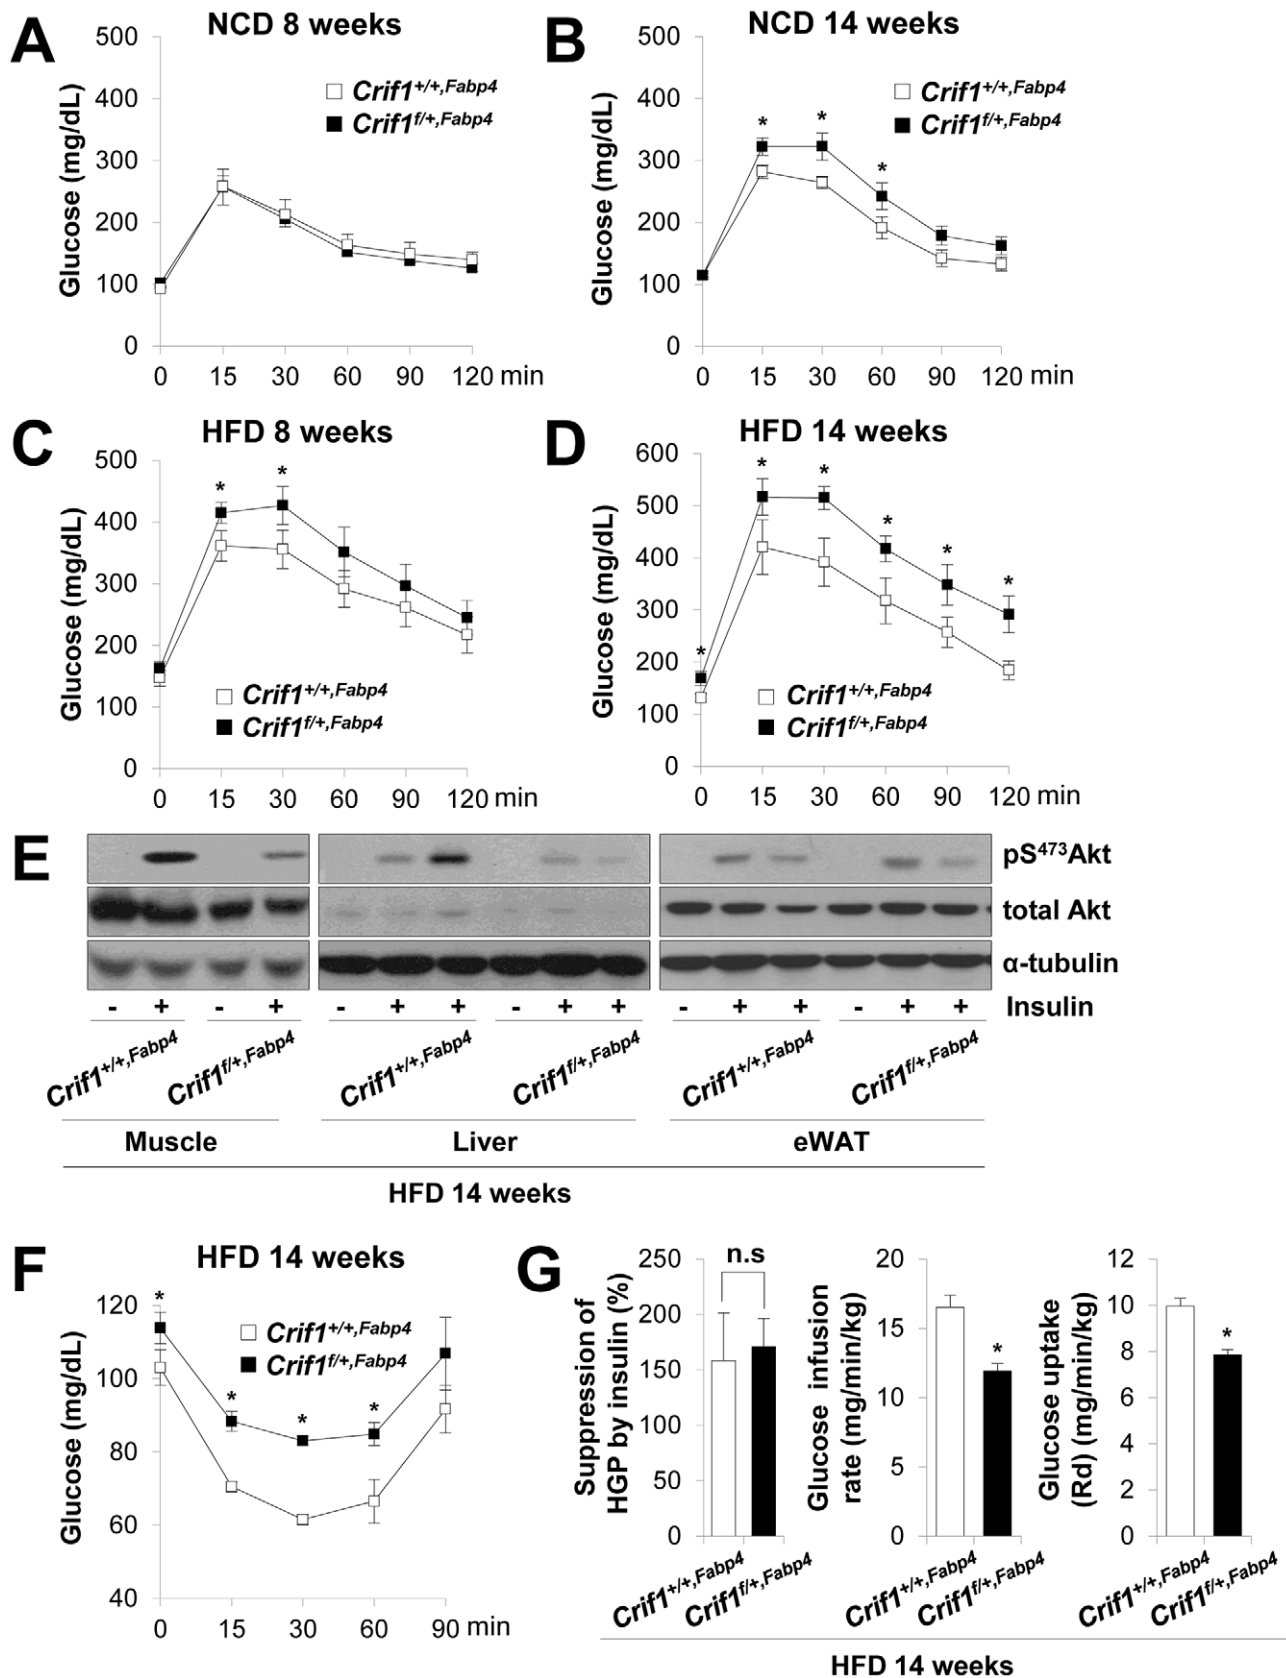 A
NCD 8 weeks
Glucose (mg/dL)
500
400
300
200
100
0
Crif1+/+,Fabp4
Crif1f/+,Fabp4
0 15 30 60 90 120 min
B
NCD 14 weeks
Glucose (mg/dL)
500
400
300
200
100
0
Crif1+/+,Fabp4
Crif1f/+,Fabp4
* * *
0 15 30 60 90 120 min
C
HFD 8 weeks
Glucose (mg/dL)
500
400
300
200
100
0
* *
Crif1+/+,Fabp4
Crif1f/+,Fabp4
0 15 30 60 90 120 min
D
HFD 14 weeks
Glucose (mg/dL)
600
500
400
300
200
100
0
* * * * * *
Crif1+/+,Fabp4
Crif1f/+,Fabp4
0 15 30 60 90 120 min
E
pS473Akt
total Akt
α-tubulin
- + - + - + + - + + - + + - + + Insulin
Crif1+/+,Fabp4 Crif1f/+,Fabp4 Crif1+/+,Fabp4 Crif1f/+,Fabp4 Crif1+/+,Fabp4 Crif1f/+,Fabp4
Muscle Liver eWAT
HFD 14 weeks
F
HFD 14 weeks
Glucose (mg/dL)
120
100
80
60
40
* * * *
Crif1+/+,Fabp4
Crif1f/+,Fabp4
0 15 30 60 90 min
G
Suppression of
HGP by insulin (%)
250
200
150
100
50
0
n.s
Crif1+/+,Fabp4 Crif1f/+,Fabp4
Glucose infusion
rate (mg/min/kg)
20
15
10
5
0
*
Crif1+/+,Fabp4 Crif1f/+,Fabp4
Glucose uptake
(Rd) (mg/min/kg)
12
10
8
6
4
2
0
*
Crif1+/+,Fabp4 Crif1f/+,Fabp4
HFD 14 weeks